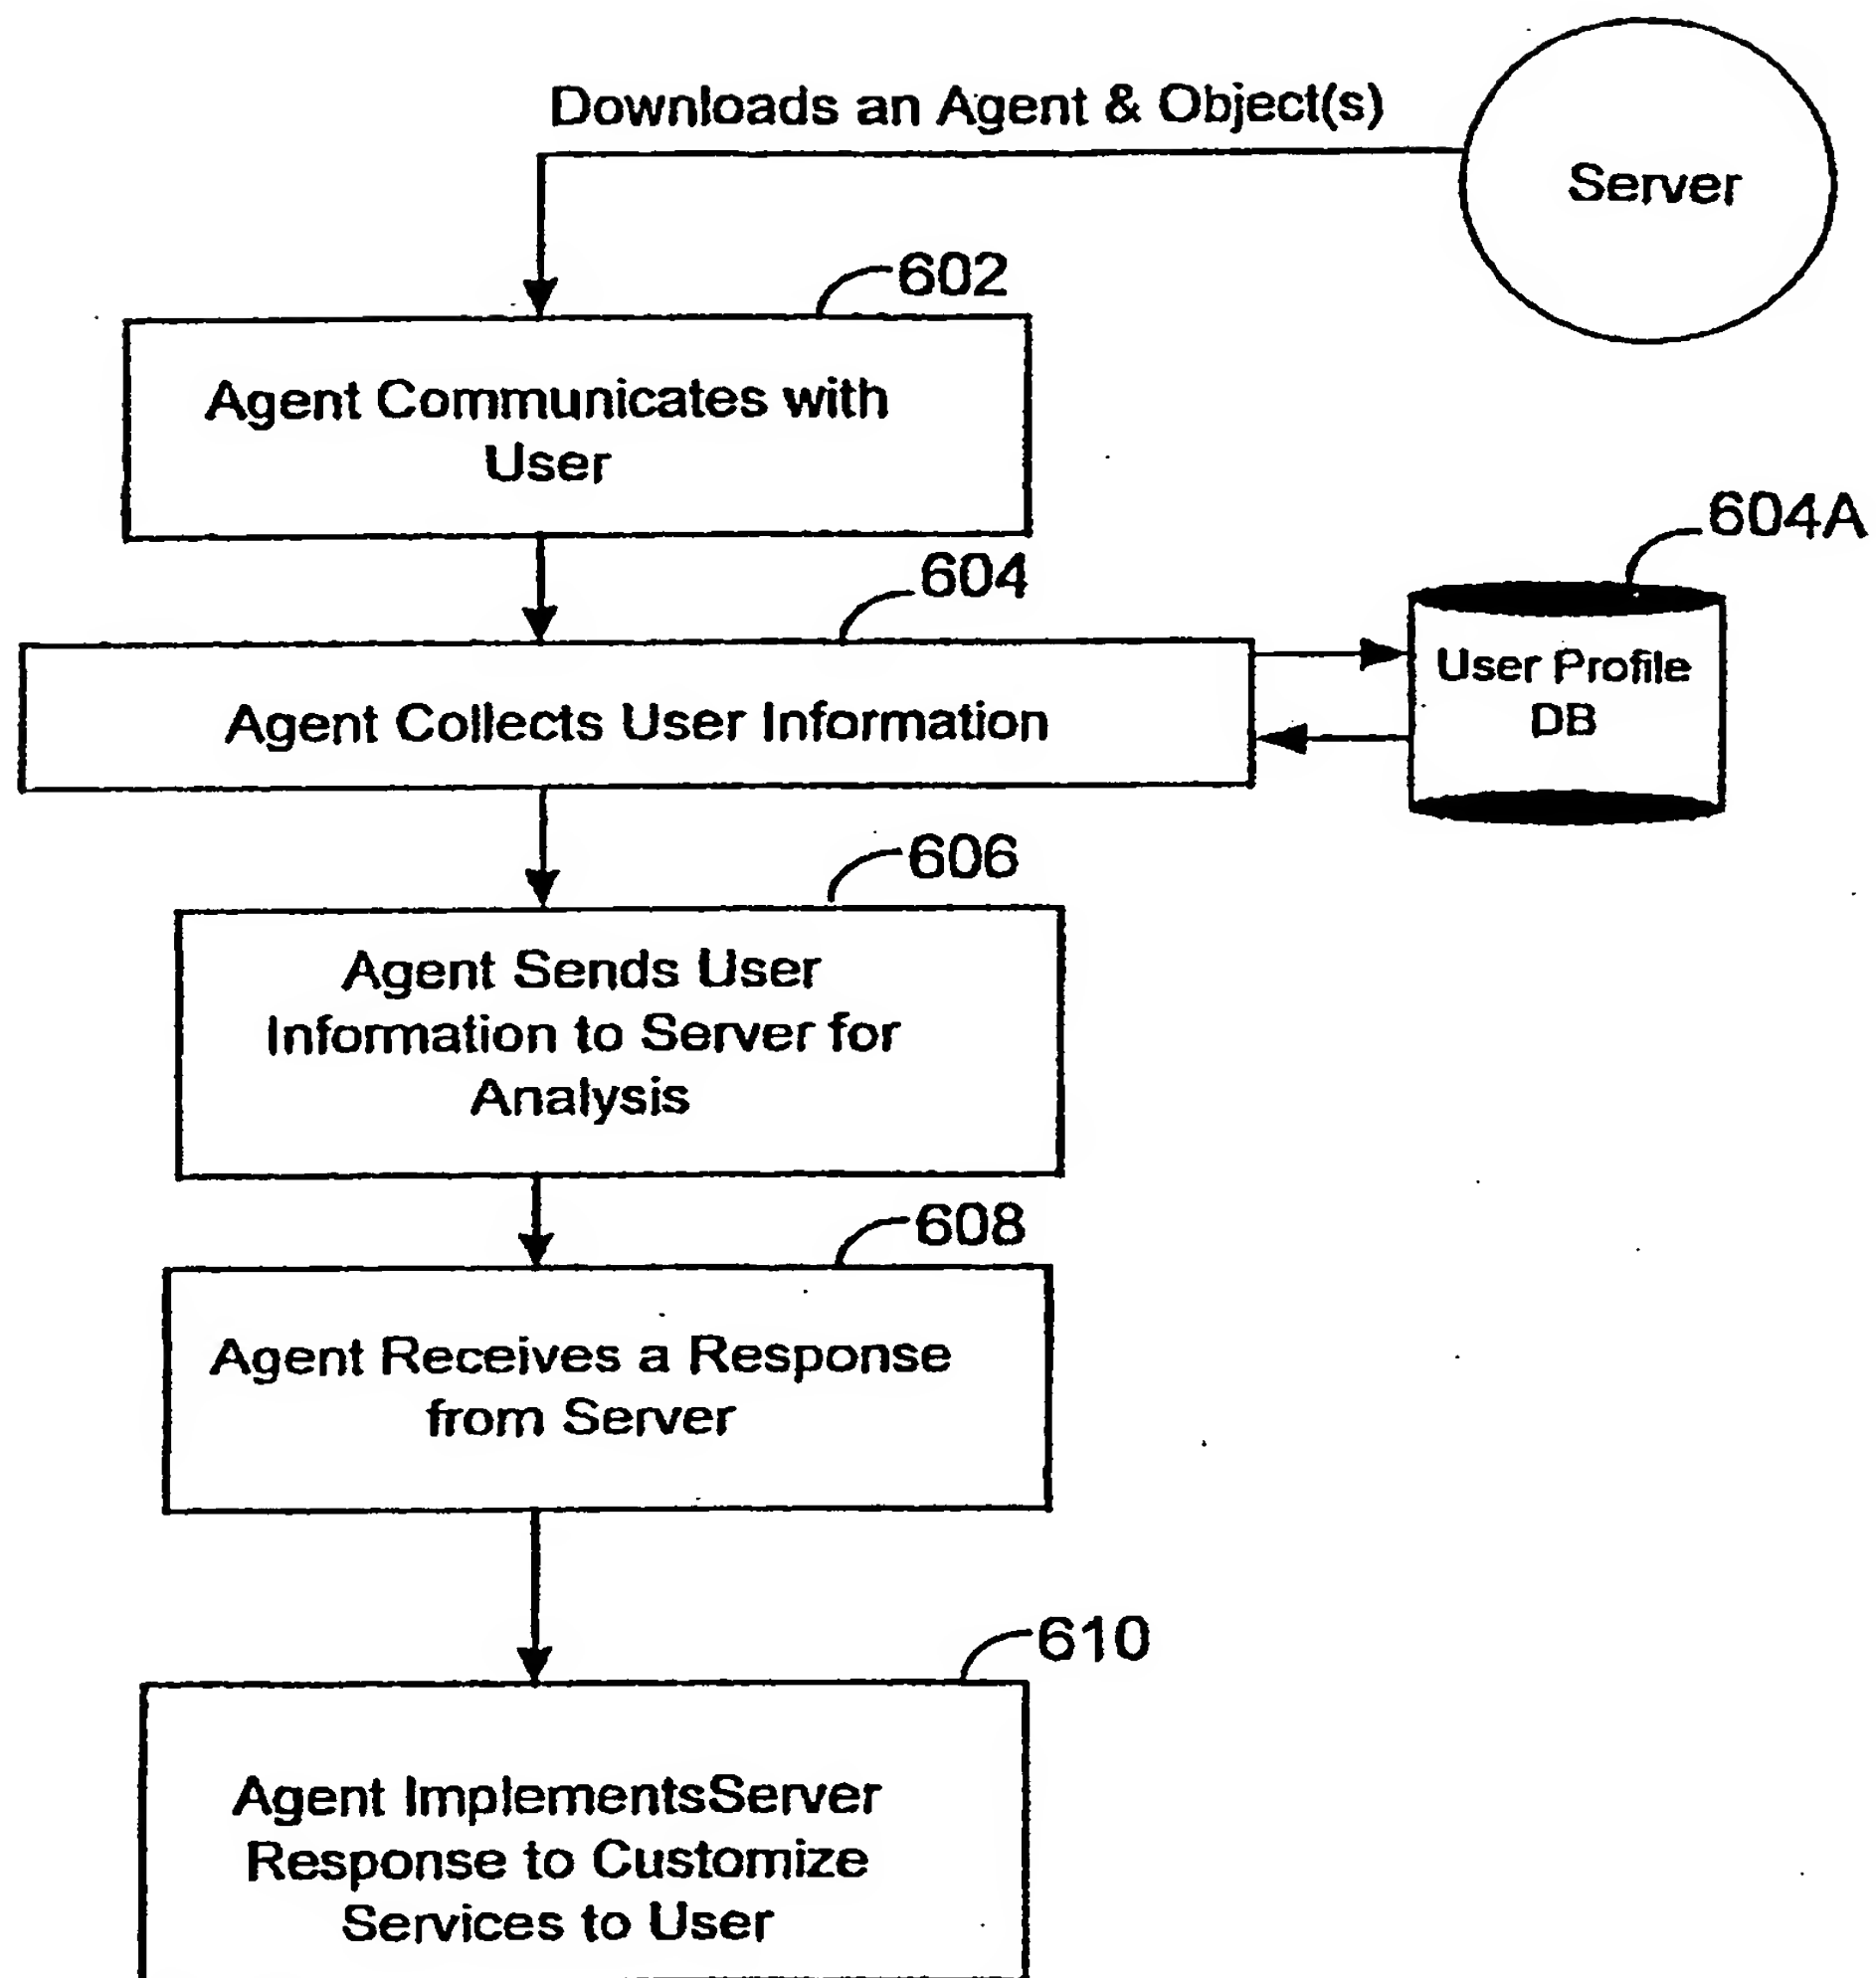 Downloads an Agent & Object(s)
Server
602
Agent Communicates with
User
604A
604
User Profile
DB
Agent Collects User Information
606
Agent Sends User
Information to Server for
Analysis
608
Agent Receives a Response
from Server
610
Agent ImplementsServer
Response to Customize
Services to User